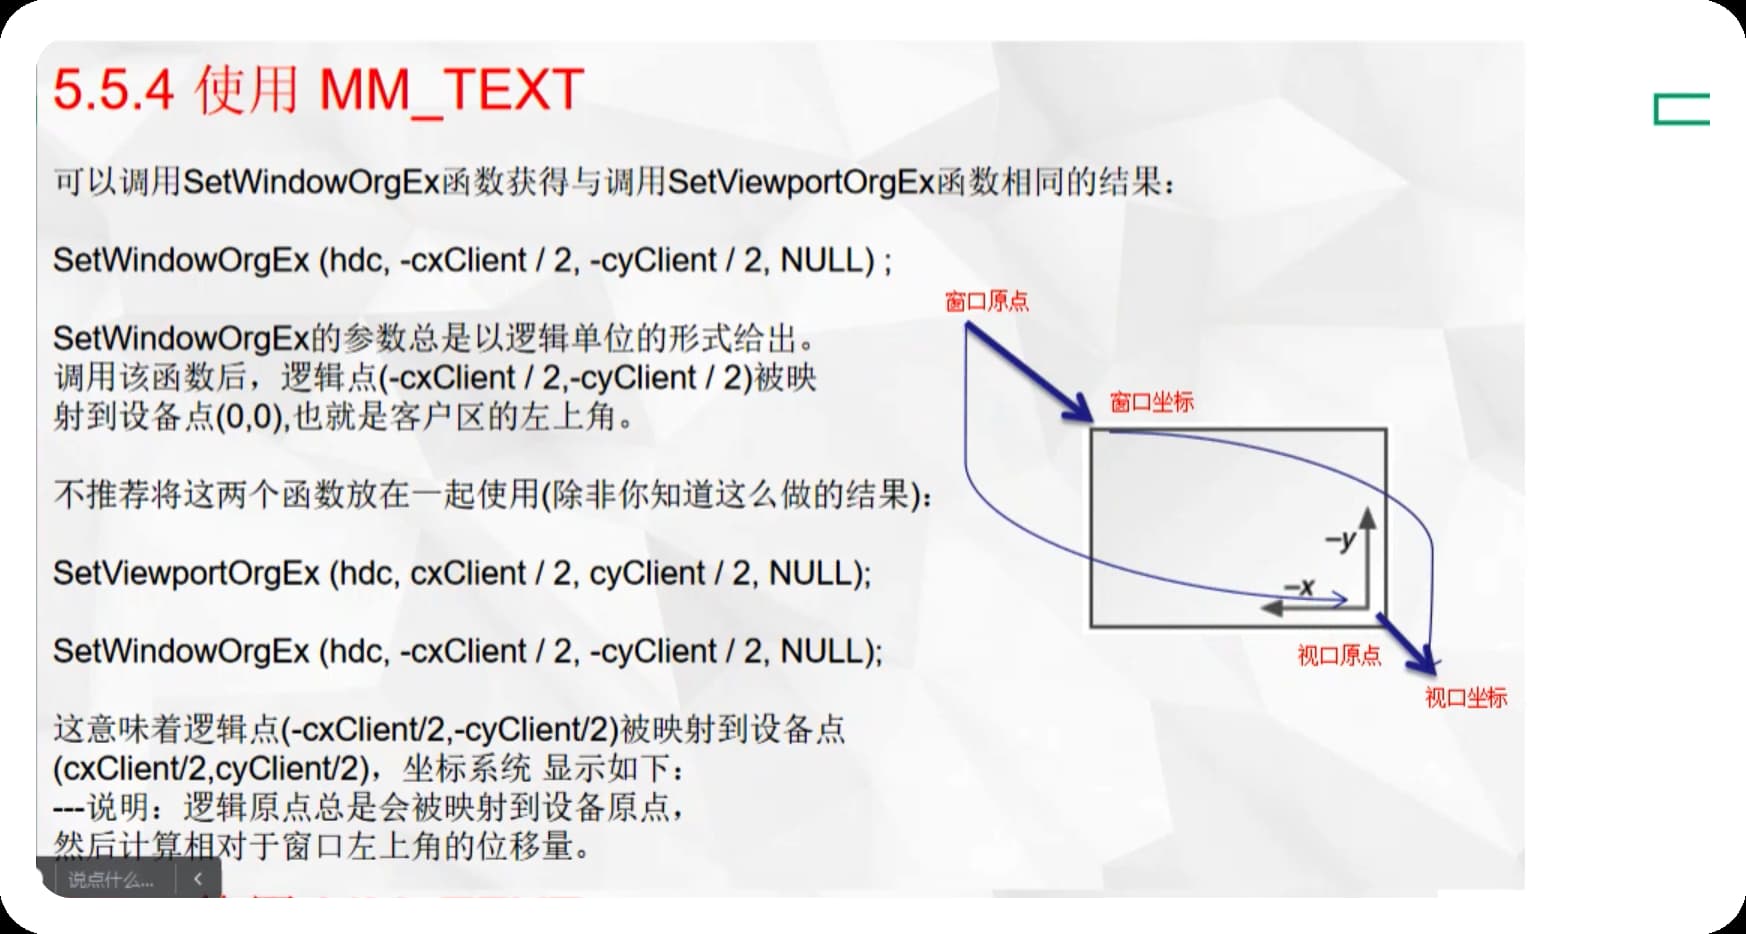 5.5.4 使用 MM_TEXT
可以调用SetWindowOrgEx函数获得与调用SetViewportOrgEx函数相同的结果：
SetWindowOrgEx (hdc, -cxClient / 2, -cyClient / 2, NULL) ;
窗口原点
SetWindowOrgEx的参数总是以逻辑单位的形式给出。
调用该函数后，逻辑点(-cxClient / 2,-cyClient / 2)被映
射到设备点(0,0),也就是客户区的左上角。
窗口坐标
不推荐将这两个函数放在一起使用(除非你知道这么做的结果)：
–y
SetViewportOrgEx (hdc, cxClient / 2, cyClient / 2, NULL);
–x
SetWindowOrgEx (hdc, -cxClient / 2, -cyClient / 2, NULL);
视口原点
视口坐标
这意味着逻辑点(-cxClient/2,-cyClient/2)被映射到设备点
(cxClient/2,cyClient/2)，坐标系统 显示如下：
---说明：逻辑原点总是会被映射到设备原点，
然后计算相对于窗口左上角的位移量。
说点什么...